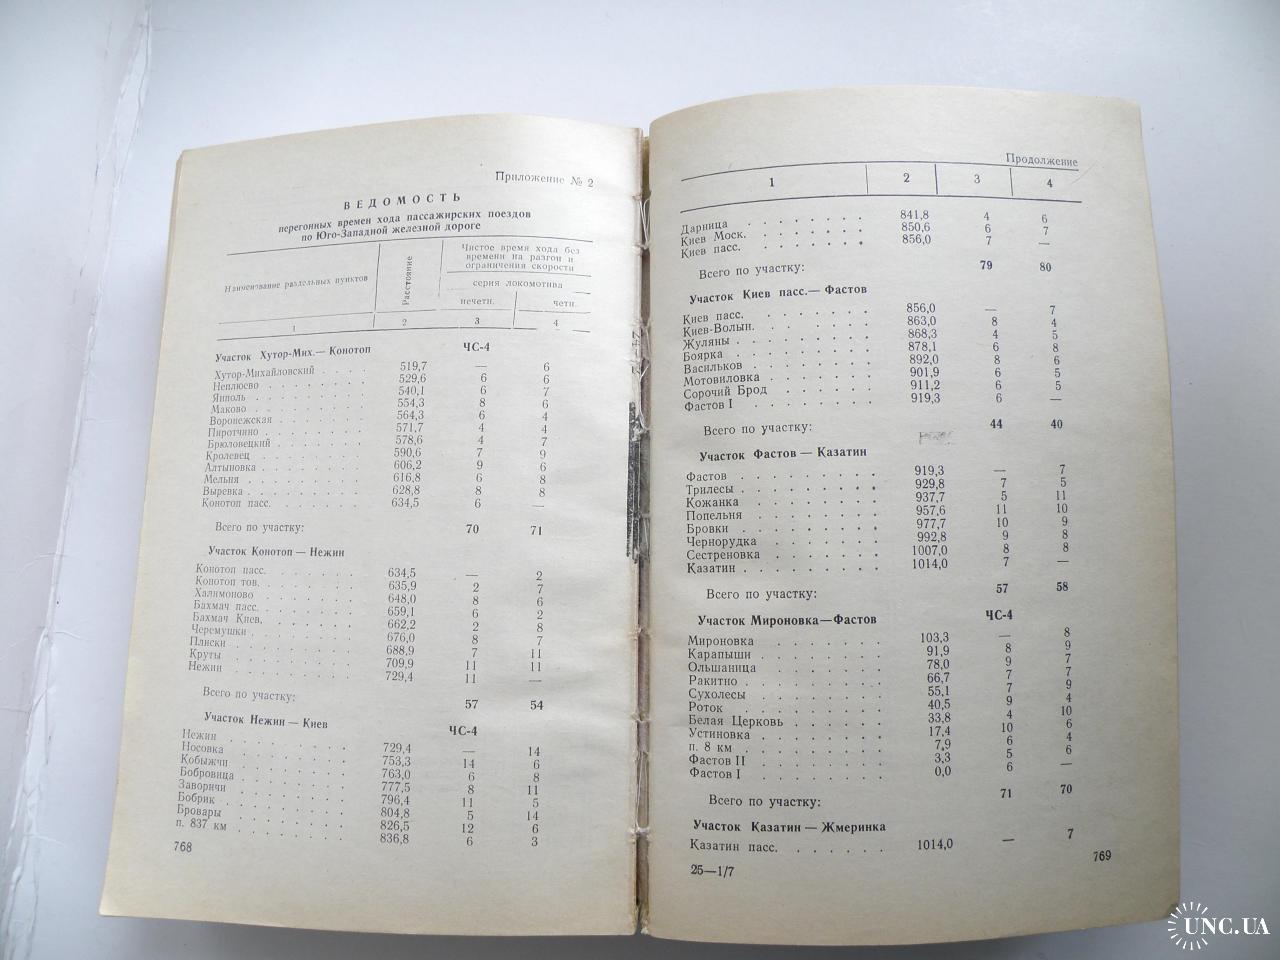 Приложение № 2
ВЕДОМОСТЬ
перегонных времен хода пассажирских поездов
по Юго-Западной железной дороге
Наименование раздельных пунктов
Расстояние
Чистое время хода без
времени на разгон и
ограничения скорости
серия локомотива
нечетн. четн.
1 2 3 4
Участок Хутор-Мих.— Конотоп ЧС-4
Хутор-Михайловский . . . . 519,7 — 6
Неплюево . . . . . . . . 529,6 6 6
Янполь . . . . . . . . 540,1 6 7
Маково . . . . . . . . 554,3 8 6
Воронежская . . . . . . . 564,3 6 4
Пиротчино . . . . . . . . 571,7 4 4
Брюловецкий . . . . . . . 578,6 4 7
Кролевец . . . . . . . . 590,6 7 9
Алтыновка . . . . . . . . 606,2 9 6
Мельня . . . . . . . . 616,8 6 8
Выревка . . . . . . . . 628,8 8 8
Конотоп пасс. . . . . . . 634,5 6 —
Всего по участку: 70 71
Участок Конотоп — Нежин
Конотоп пасс. . . . . . . 634,5 — 2
Конотоп тов. . . . . . . 635,9 2 7
Халимоново . . . . . . . 648,0 8 6
Бахмач пасс. . . . . . . 659,1 6 2
Бахмач Киев. . . . . . . 662,2 2 8
Черемушки . . . . . . . 676,0 8 7
Плиски . . . . . . . . 688,9 7 11
Круты . . . . . . . . 709,9 11 11
Нежин . . . . . . . . 729,4 11 —
Всего по участку: 57 54
Участок Нежин — Киев ЧС-4
Нежин . . . . . . . . 729,4 — 14
Носовка . . . . . . . . 753,3 14 6
Кобыжчи . . . . . . . . 763,0 6 8
Бобровица . . . . . . . 777,5 8 11
Заворичи . . . . . . . . 796,4 11 5
Бобрик . . . . . . . . 804,8 5 14
Бровары . . . . . . . . 826,5 12 6
п. 837 км . . . . . . . 836,8 6 3
768
Продолжение
1 2 3 4
Дарница . . . . . . . . 841,8 4 6
Киев Моск. . . . . . . . 850,6 6 7
Киев пасс. . . . . . . . 856,0 7 —
Всего по участку: 79 80
Участок Киев пасс.— Фастов
Киев пасс. . . . . . . . 856,0 — 7
Киев-Волын. . . . . . . 863,0 8 4
Жуляны . . . . . . . . 868,3 4 5
Боярка . . . . . . . . 878,1 6 8
Васильков . . . . . . . 892,0 8 6
Мотовиловка . . . . . . . 901,9 6 5
Сорочий Брод . . . . . . 911,2 6 5
Фастов I . . . . . . . 919,3 6 —
Всего по участку: 44 40
Участок Фастов — Казатин
Фастов . . . . . . . . 919,3 — 7
Трилесы . . . . . . . . 929,8 7 5
Кожанка . . . . . . . . 937,7 5 11
Попельня . . . . . . . . 957,6 11 10
Бровки . . . . . . . . 977,7 10 9
Чернорудка . . . . . . . 992,8 9 8
Сестреновка . . . . . . . 1007,0 8 8
Казатин . . . . . . . . 1014,0 7 —
Всего по участку: 57 58
Участок Мироновка—Фастов ЧС-4
Мироновка . . . . . . . 103,3 — 8
Карапыши . . . . . . . 91,9 8 9
Ольшаница . . . . . . . 78,0 9 7
Ракитно . . . . . . . . 66,7 7 7
Сухолесы . . . . . . . . 55,1 7 9
Роток . . . . . . . . 40,5 9 4
Белая Церковь . . . . . . 33,8 4 10
Устиновка . . . . . . . 17,4 10 6
п. 8 км . . . . . . . . 7,9 6 4
Фастов II . . . . . . . 3,3 5 6
Фастов I . . . . . . . 0,0 6 —
Всего по участку: 71 70
Участок Казатин — Жмеринка
Казатин пасс. . . . . . . 1014,0 — 7
25—1/7
769
UNC.UA